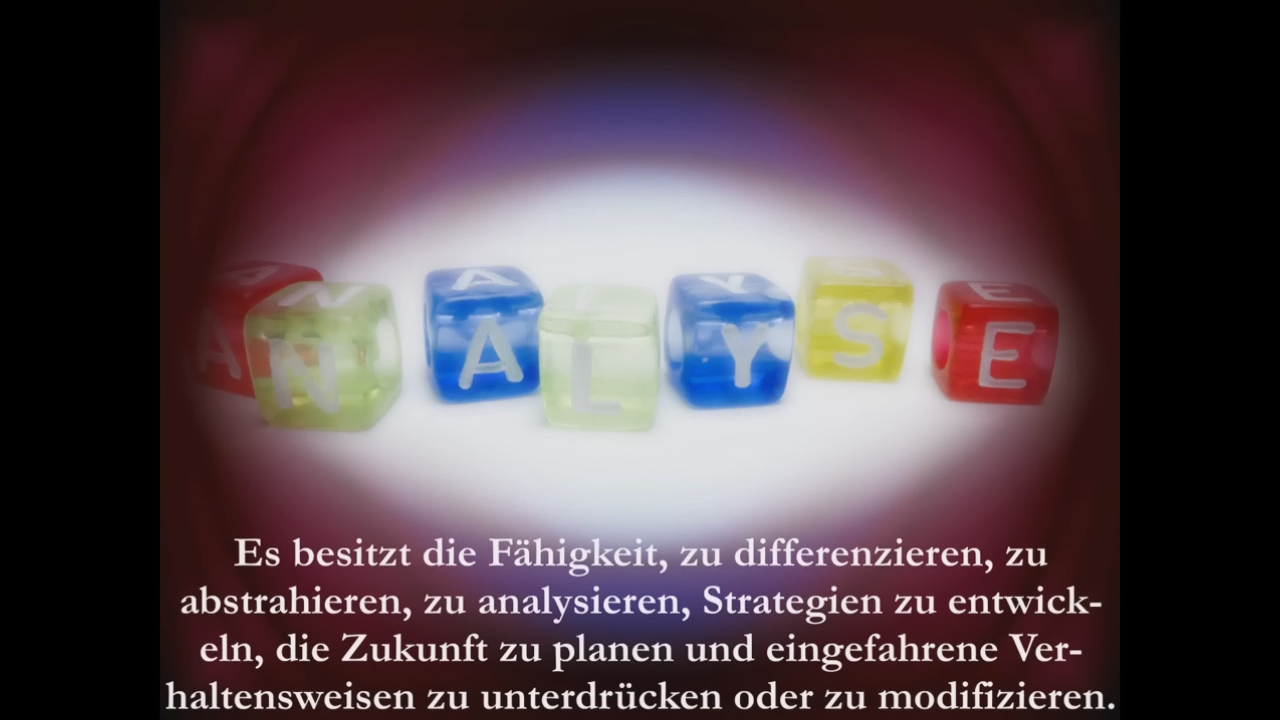 ANALYSE
Es besitzt die Fähigkeit, zu differenzieren, zu
abstrahieren, zu analysieren, Strategien zu entwick-
eln, die Zukunft zu planen und eingefahrene Ver-
haltensweisen zu unterdrücken oder zu modifizieren.